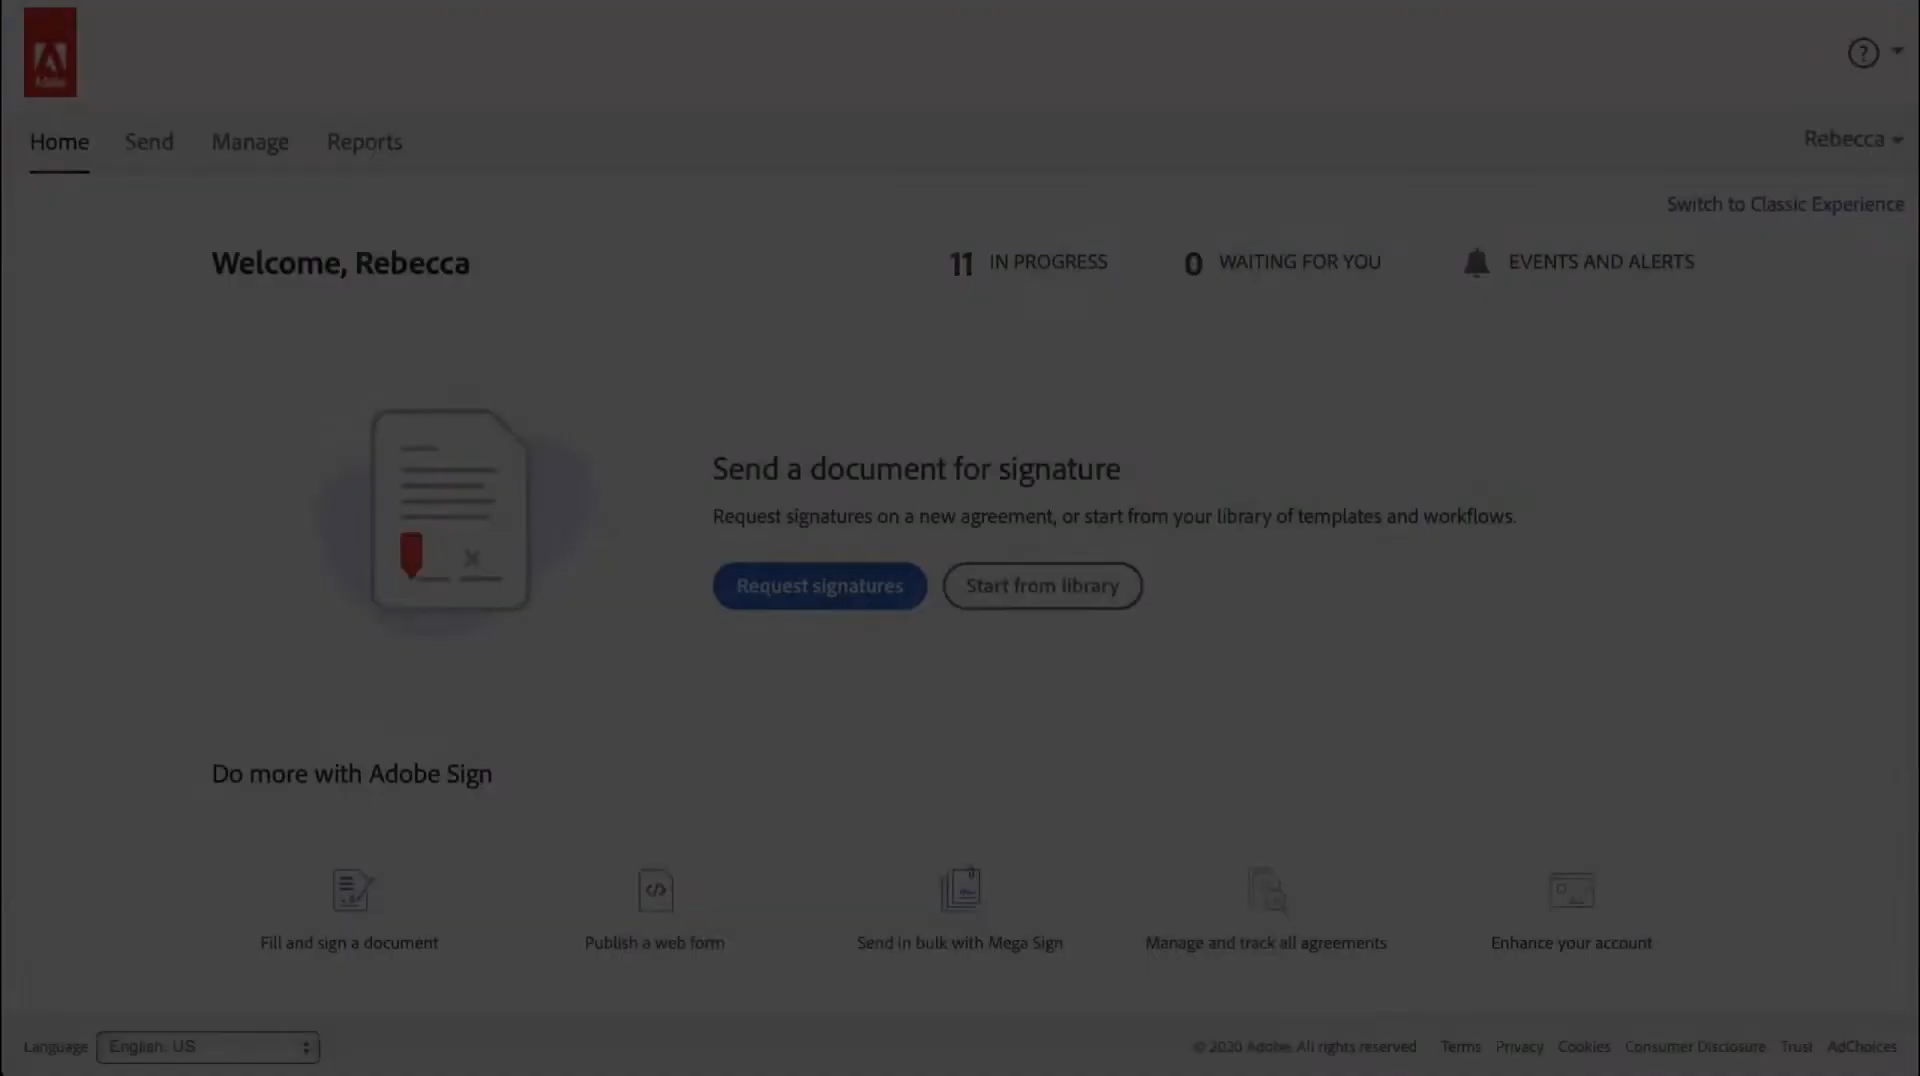 Adobe
?
Home Send Manage Reports
Rebecca
Switch to Classic Experience
Welcome, Rebecca
11 IN PROGRESS
0 WAITING FOR YOU
EVENTS AND ALERTS
Send a document for signature
Request signatures on a new agreement, or start from your library of templates and workflows.
Request signatures
Start from library
Do more with Adobe Sign
Fill and sign a document
Publish a web form
Send in bulk with Mega Sign
Manage and track all agreements
Enhance your account
Language English: US
© 2020 Adobe. All rights reserved Terms Privacy Cookies Consumer Disclosure Trust AdChoices